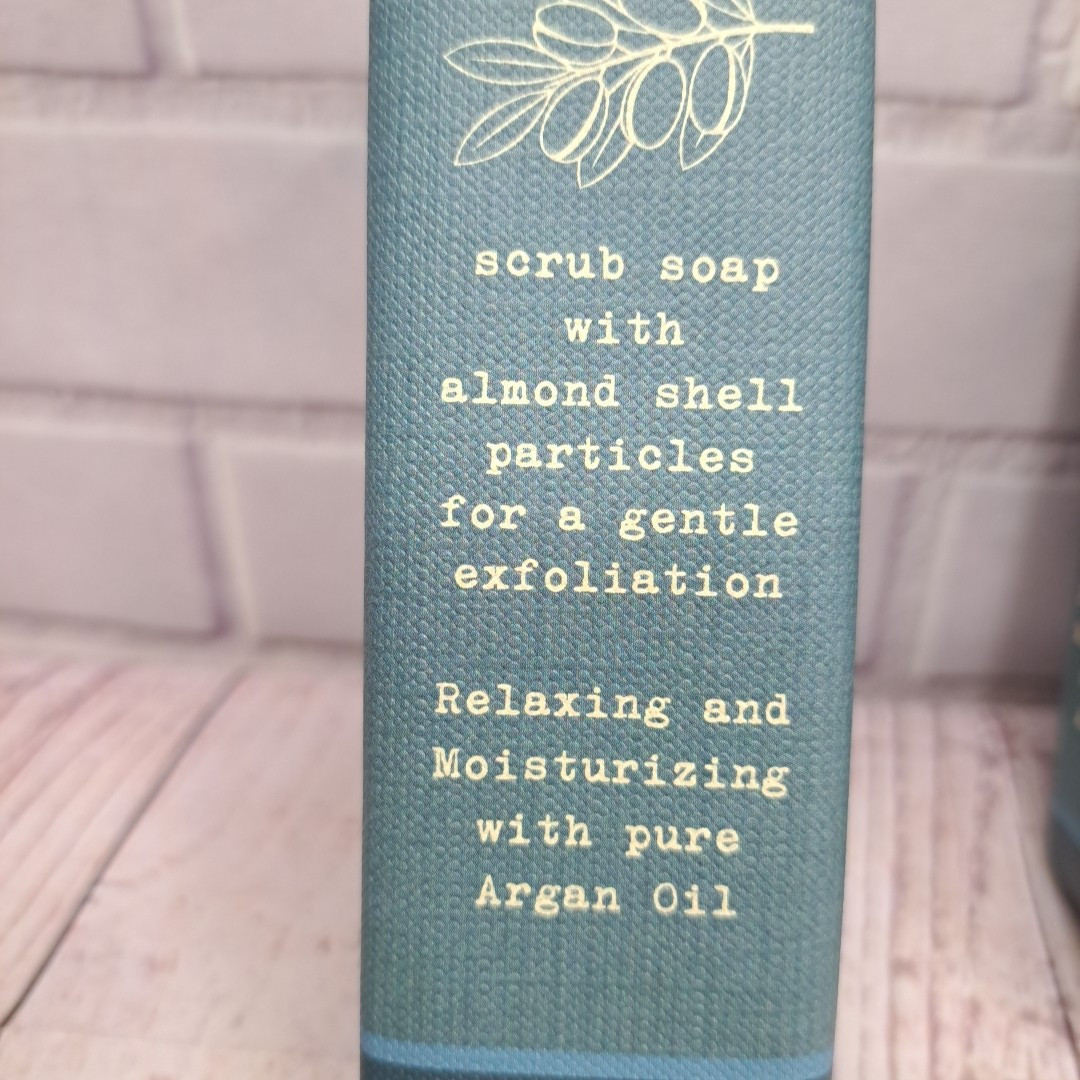 scrub soap
with
almond shell
particles
for a gentle
exfoliation
Relaxing and
Moisturizing
with pure
Argan Oil